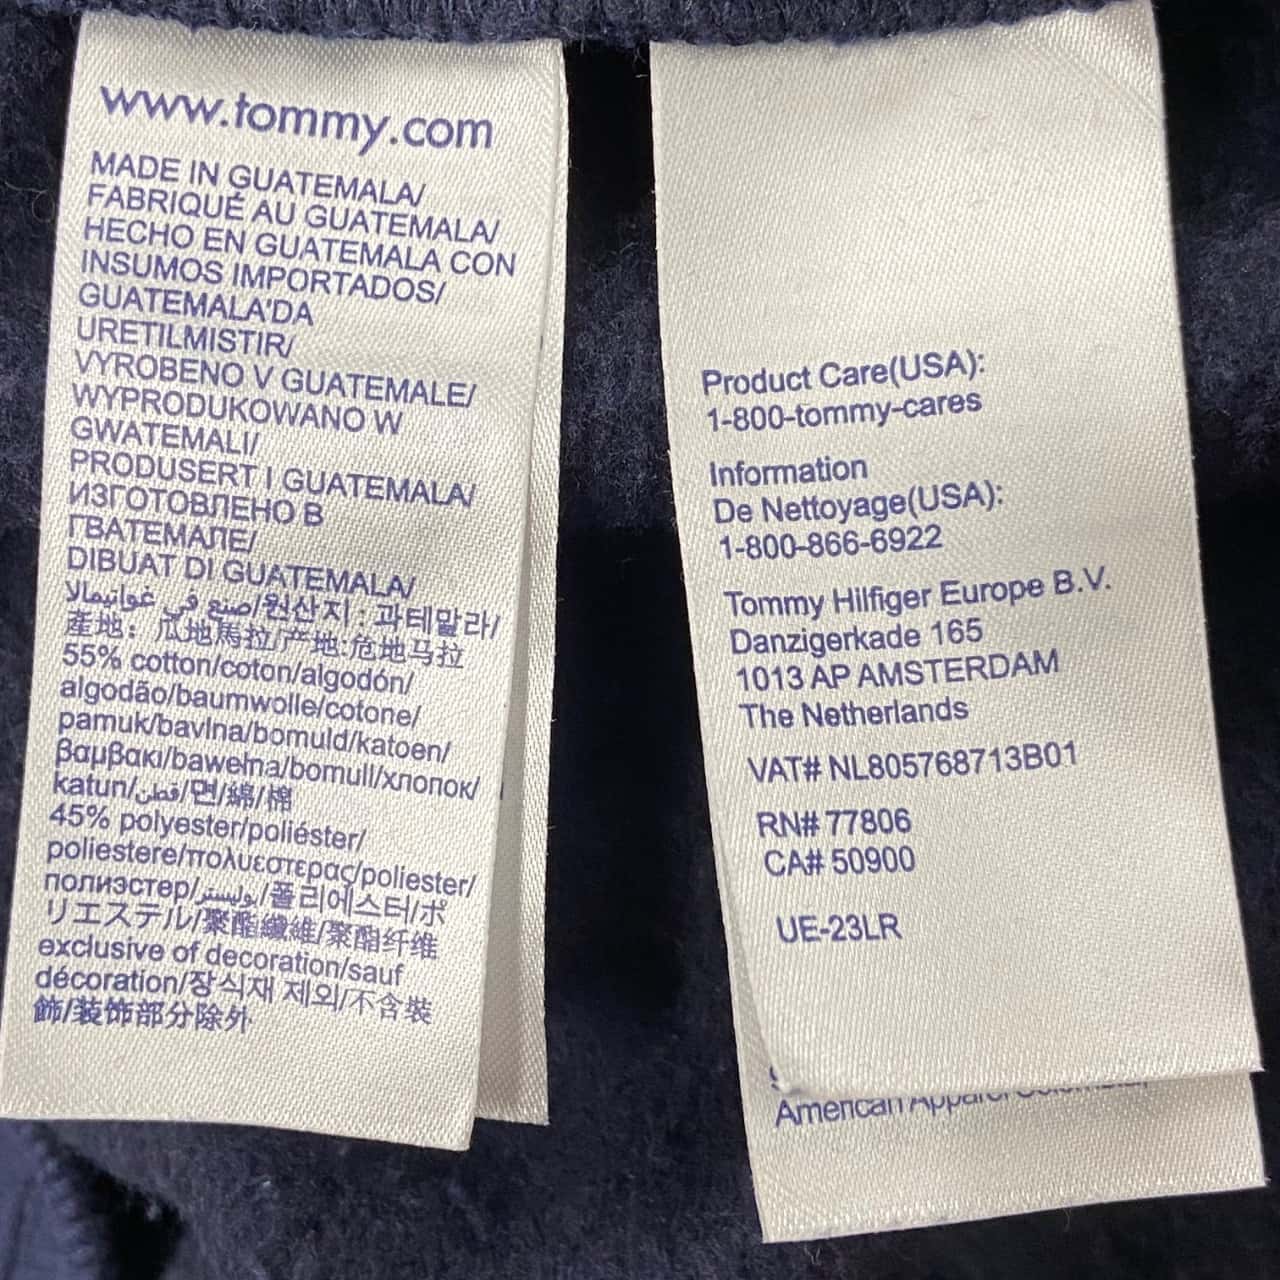 www.tommy.com
MADE IN GUATEMALA/
FABRIQUÉ AU GUATEMALA/
HECHO EN GUATEMALA CON
INSUMOS IMPORTADOS/
GUATEMALA'DA
URETILMISTIR/
VYROBENO V GUATEMALE/
WYPRODUKOWANO W
GWATEMALI/
PRODUSERT I GUATEMALA/
ИЗГОТОВЛЕНО В
ГВАТЕМАЛЕ/
DIBUAT DI GUATEMALA/
صنع في غواتيمالا/원산지 : 과테말라/
產地： 瓜地馬拉/产地:危地马拉
55% cotton/coton/algodón/
algodão/baumwolle/cotone/
pamuk/bavlna/bomuld/katoen/
βαμβακι/bawełna/bomull/хлопок/
katun/قطن/면/綿/棉
45% polyester/poliéster/
poliestere/πολυεστερας/poliester/
полиэстер/بوليستر/폴리에스터/ポ
リエステル/聚酯纖維/聚酯纤维
exclusive of decoration/sauf
décoration/장식재 제외/不含裝
飾/装饰部分除外
Product Care(USA):
1-800-tommy-cares
Information
De Nettoyage(USA):
1-800-866-6922
Tommy Hilfiger Europe B.V.
Danzigerkade 165
1013 AP AMSTERDAM
The Netherlands
VAT# NL805768713B01
RN# 77806
CA# 50900
UE-23LR
American Apparel